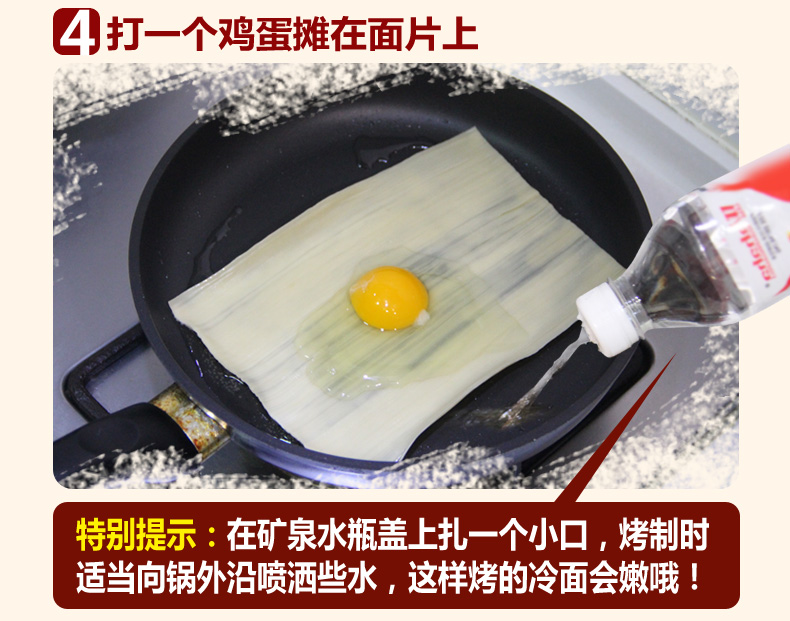 4 打一个鸡蛋摊在面片上
特别提示：在矿泉水瓶盖上扎一个小口，烤制时
适当向锅外沿喷洒些水，这样烤的冷面会嫩哦！